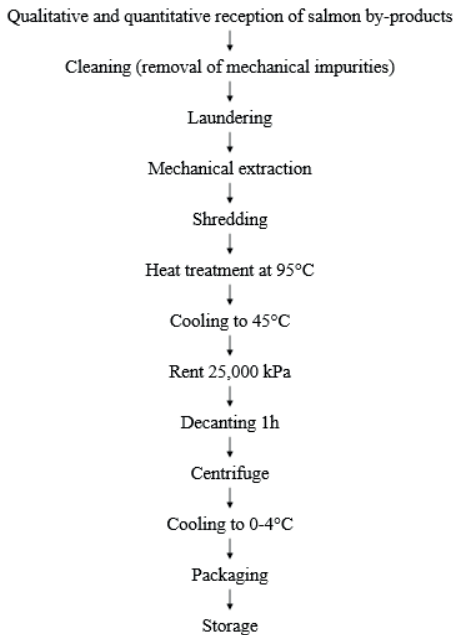 Qualitative and quantitative reception of salmon by-products
Cleaning (removal of mechanical impurities)
Laundering
Mechanical extraction
Shredding
Heat treatment at 95°C
Cooling to 45°C
Rent 25,000 kPa
Decanting 1h
Centrifuge
Cooling to 0-4°C
Packaging
Storage